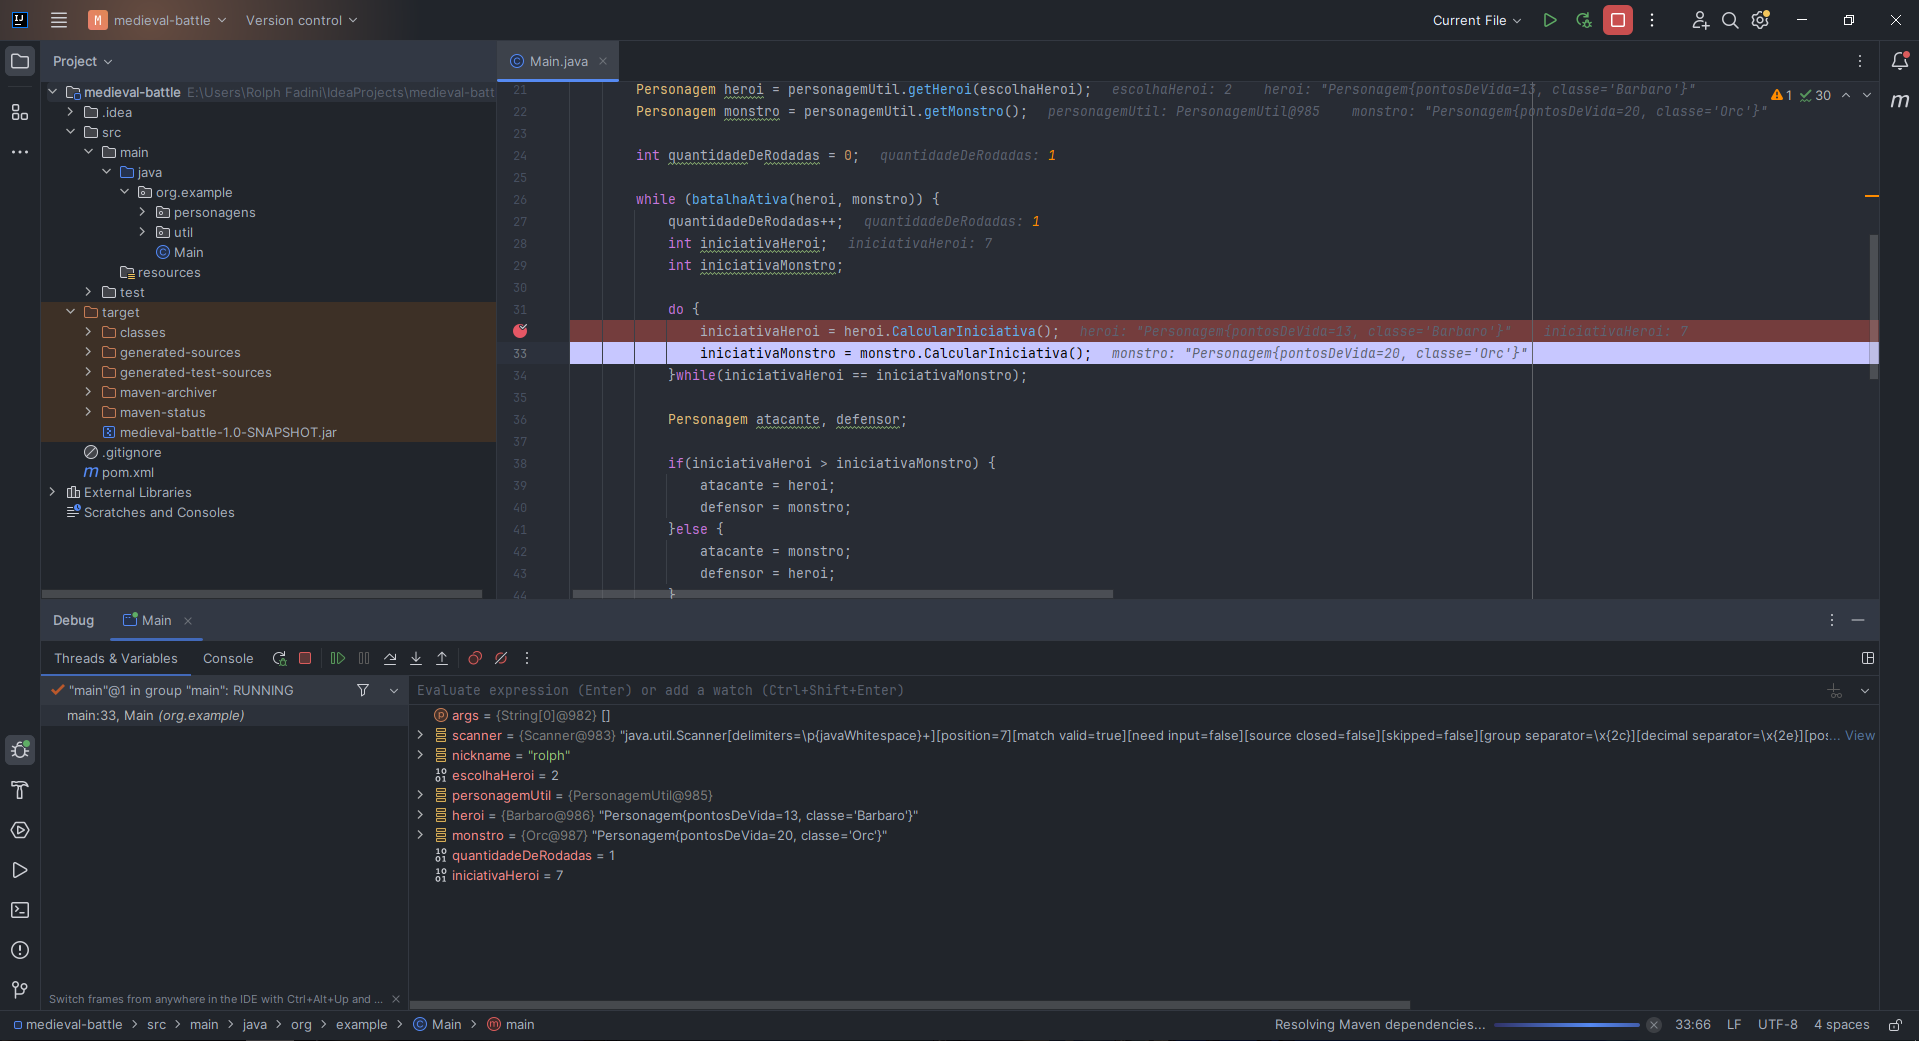 IJ M medieval-battle Version control Current File
Project
Main.java
medieval-battle E:\Users\Rolph Fadini\IdeaProjects\medieval-batt
.idea
src
main
java
org.example
personagens
util
Main
resources
test
target
classes
generated-sources
generated-test-sources
maven-archiver
maven-status
medieval-battle-1.0-SNAPSHOT.jar
.gitignore
m pom.xml
External Libraries
Scratches and Consoles
1 30
m
21 Personagem heroi = personagemUtil.getHeroi(escolhaHeroi); escolhaHeroi: 2 heroi: "Personagem{pontosDeVida=13, classe='Barbaro'}"
22 Personagem monstro = personagemUtil.getMonstro(); personagemUtil: PersonagemUtil@985 monstro: "Personagem{pontosDeVida=20, classe='Orc'}"
23
24 int quantidadeDeRodadas = 0; quantidadeDeRodadas: 1
25
26 while (batalhaAtiva(heroi, monstro)) {
27 quantidadeDeRodadas++; quantidadeDeRodadas: 1
28 int iniciativaHeroi; iniciativaHeroi: 7
29 int iniciativaMonstro;
30
31 do {
iniciativaHeroi = heroi.CalcularIniciativa(); heroi: "Personagem{pontosDeVida=13, classe='Barbaro'}" iniciativaHeroi: 7
33 iniciativaMonstro = monstro.CalcularIniciativa(); monstro: "Personagem{pontosDeVida=20, classe='Orc'}"
34 }while(iniciativaHeroi == iniciativaMonstro);
35
36 Personagem atacante, defensor;
37
38 if(iniciativaHeroi > iniciativaMonstro) {
39 atacante = heroi;
40 defensor = monstro;
41 }else {
42 atacante = monstro;
43 defensor = heroi;
44 }
Debug Main
Threads & Variables Console
"main"@1 in group "main": RUNNING
main:33, Main (org.example)
Switch frames from anywhere in the IDE with Ctrl+Alt+Up and ...
Evaluate expression (Enter) or add a watch (Ctrl+Shift+Enter)
args = {String[0]@982} []
scanner = {Scanner@983} "java.util.Scanner[delimiters=\p{javaWhitespace}+][position=7][match valid=true][need input=false][source closed=false][skipped=false][group separator=\x{2c}][decimal separator=\x{2e}][pos... View
nickname = "rolph"
escolhaHeroi = 2
personagemUtil = {PersonagemUtil@985}
heroi = {Barbaro@986} "Personagem{pontosDeVida=13, classe='Barbaro'}"
monstro = {Orc@987} "Personagem{pontosDeVida=20, classe='Orc'}"
quantidadeDeRodadas = 1
iniciativaHeroi = 7
medieval-battle > src > main > java > org > example > Main > main
Resolving Maven dependencies... 33:66 LF UTF-8 4 spaces